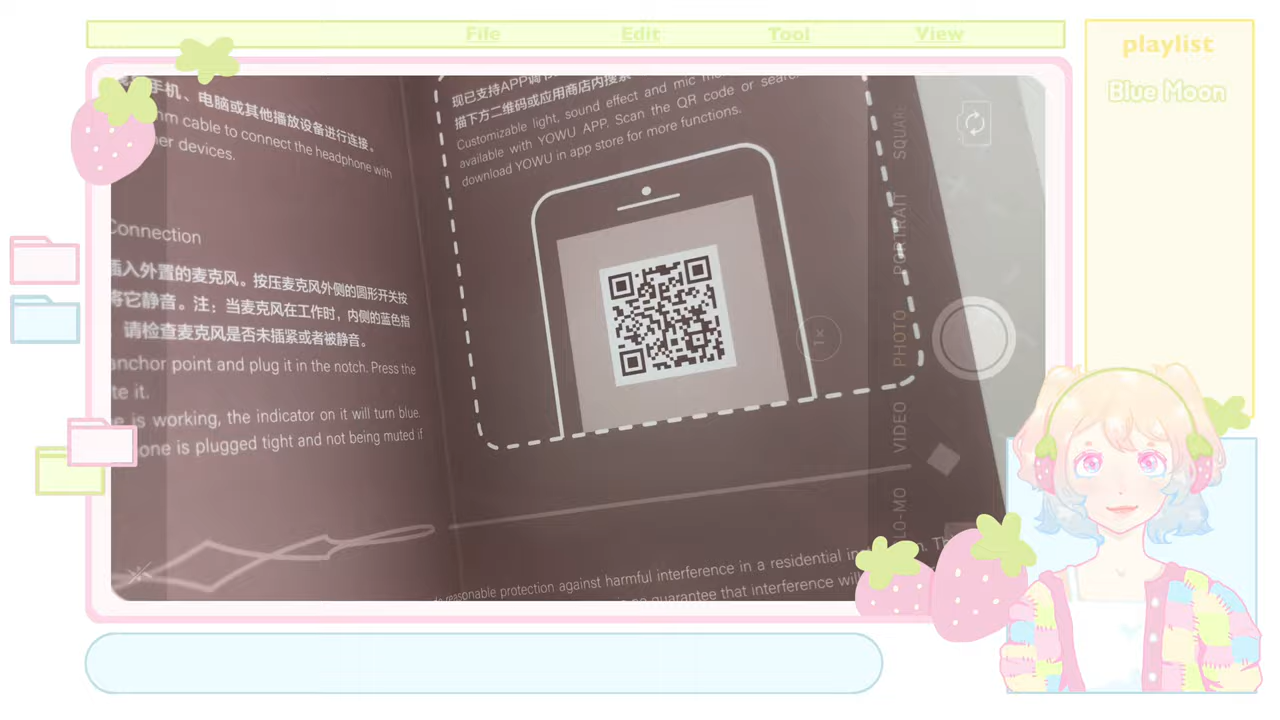 File
Edit
Tool
View
playlist
Blue Moon
手机、电脑或其他播放设备进行连接。
mm cable to connect the headphone with
her devices.
Connection
插入外置的麦克风。按压麦克风外侧的圆形开关按
将它静音。注：当麦克风在工作时，内侧的蓝色指
请检查麦克风是否未插紧或者被静音。
anchor point and plug it in the notch. Press the
te it.
e is working, the indicator on it will turn blue.
one is plugged tight and not being muted if
现已支持APP调
描下方二维码或应用商店内搜索
Customizable light, sound effect and mic
available with YOWU APP. Scan the QR code or search
download YOWU in app store for more functions.
SQUARE
PORTRAIT
PHOTO
VIDEO
LO-MO
1×
reasonable protection against harmful interference in a residential
no guarantee that interference will